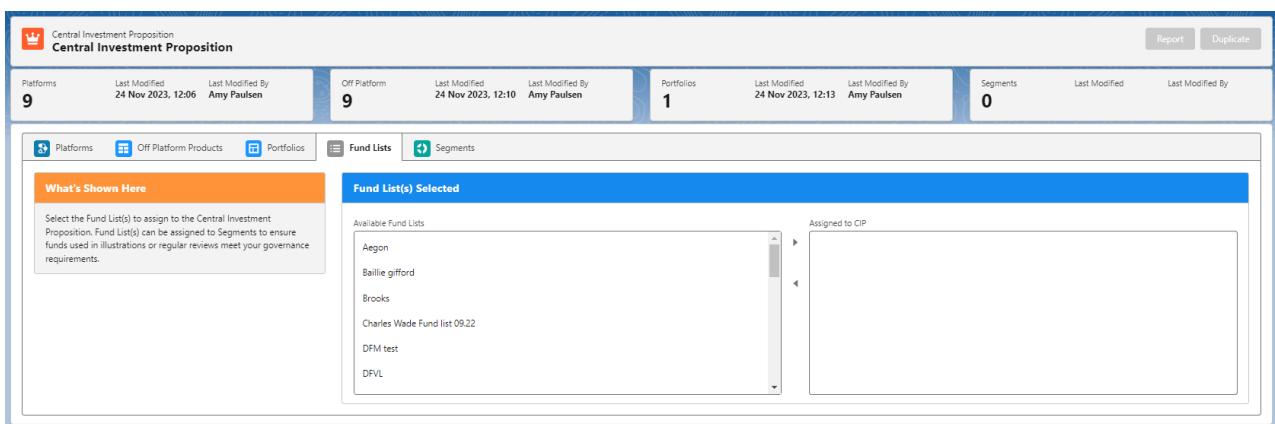 Central Investment Proposition
Central Investment Proposition
Report Duplicate
Platforms Last Modified Last Modified By
9 24 Nov 2023, 12:06 Amy Paulsen
Off Platform Last Modified Last Modified By
9 24 Nov 2023, 12:10 Amy Paulsen
Portfolios Last Modified Last Modified By
1 24 Nov 2023, 12:13 Amy Paulsen
Segments Last Modified Last Modified By
0
Platforms Off Platform Products Portfolios Fund Lists Segments
What's Shown Here
Select the Fund List(s) to assign to the Central Investment
Proposition. Fund List(s) can be assigned to Segments to ensure
funds used in illustrations or regular reviews meet your governance
requirements.
Fund List(s) Selected
Available Fund Lists
Aegon
Baillie gifford
Brooks
Charles Wade Fund list 09.22
DFM test
DFVL
Assigned to CIP